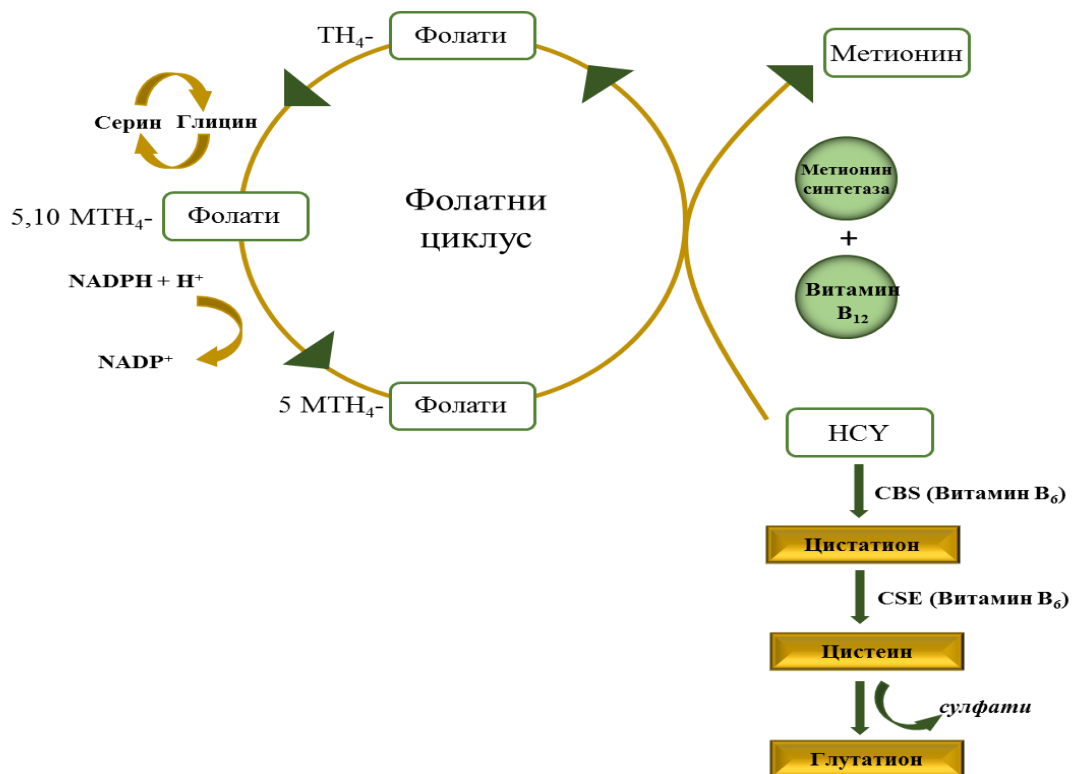 TH₄-
Фолати
Метионин
Серин Глицин
Метионин
синтетаза
+
Витамин
B₁₂
5,10 MTH₄-
Фолати
Фолатни
циклус
NADPH + H⁺
NADP⁺
5 MTH₄-
Фолати
HCY
CBS (Витамин B₆)
Цистатион
CSE (Витамин B₆)
Цистеин
сулфати
Глутатион